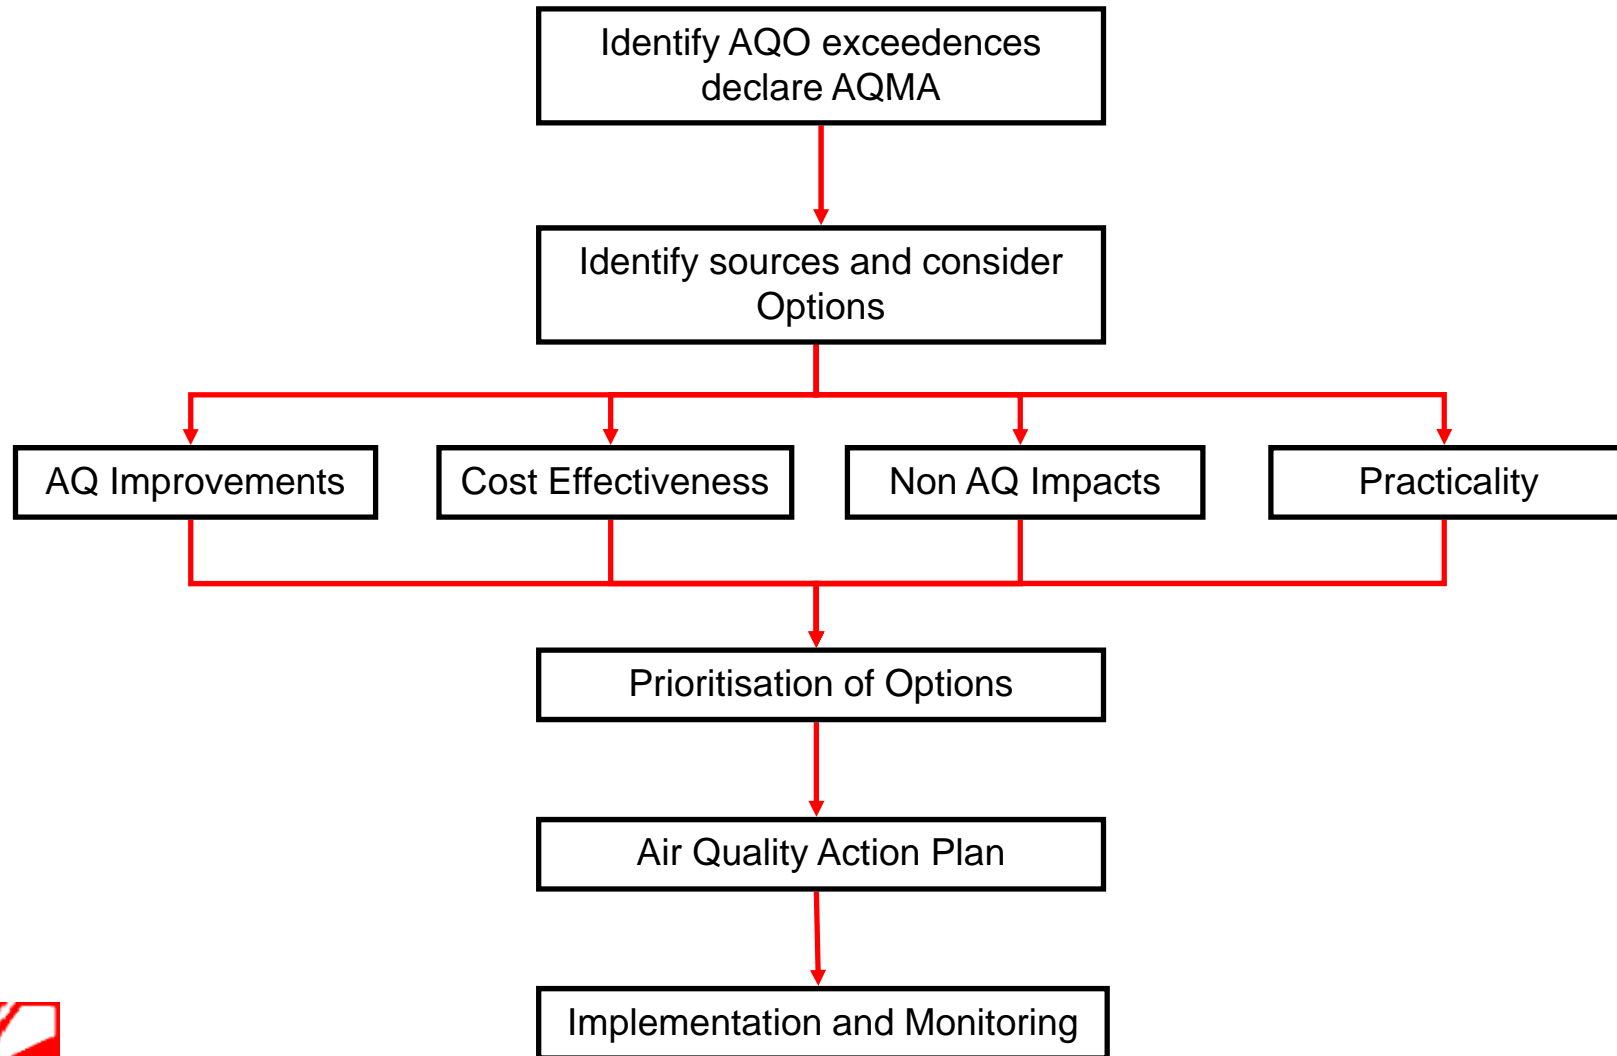 Identify AQO exceedences
declare AQMA
Identify sources and consider
Options
AQ Improvements
Cost Effectiveness
Non AQ Impacts
Practicality
Prioritisation of Options
Air Quality Action Plan
Implementation and Monitoring